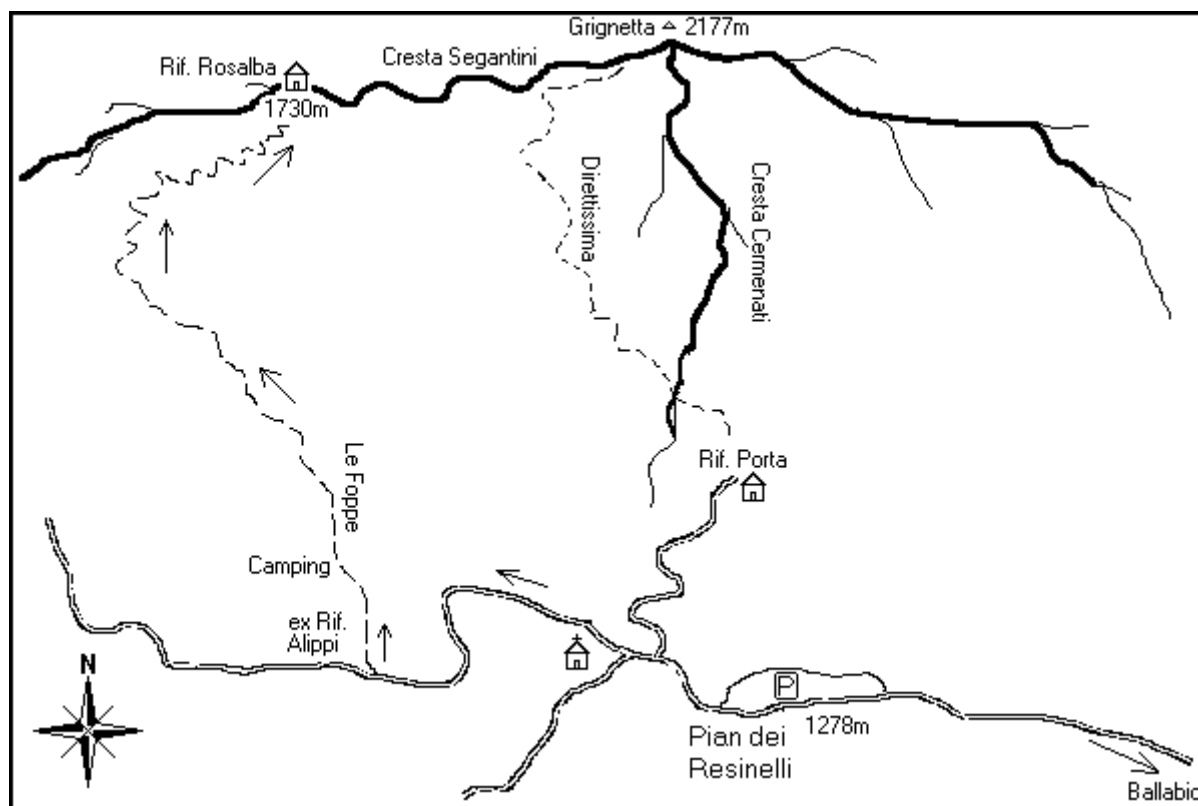 Grignetta 2177m
Cresta Segantini
Rif. Rosalba
1730m
Direttissima
Cresta Cermenati
Le Foppe
Rif. Porta
Camping
ex Rif.
Alippi
N
P
1278m
Pian dei
Resinelli
Ballabio